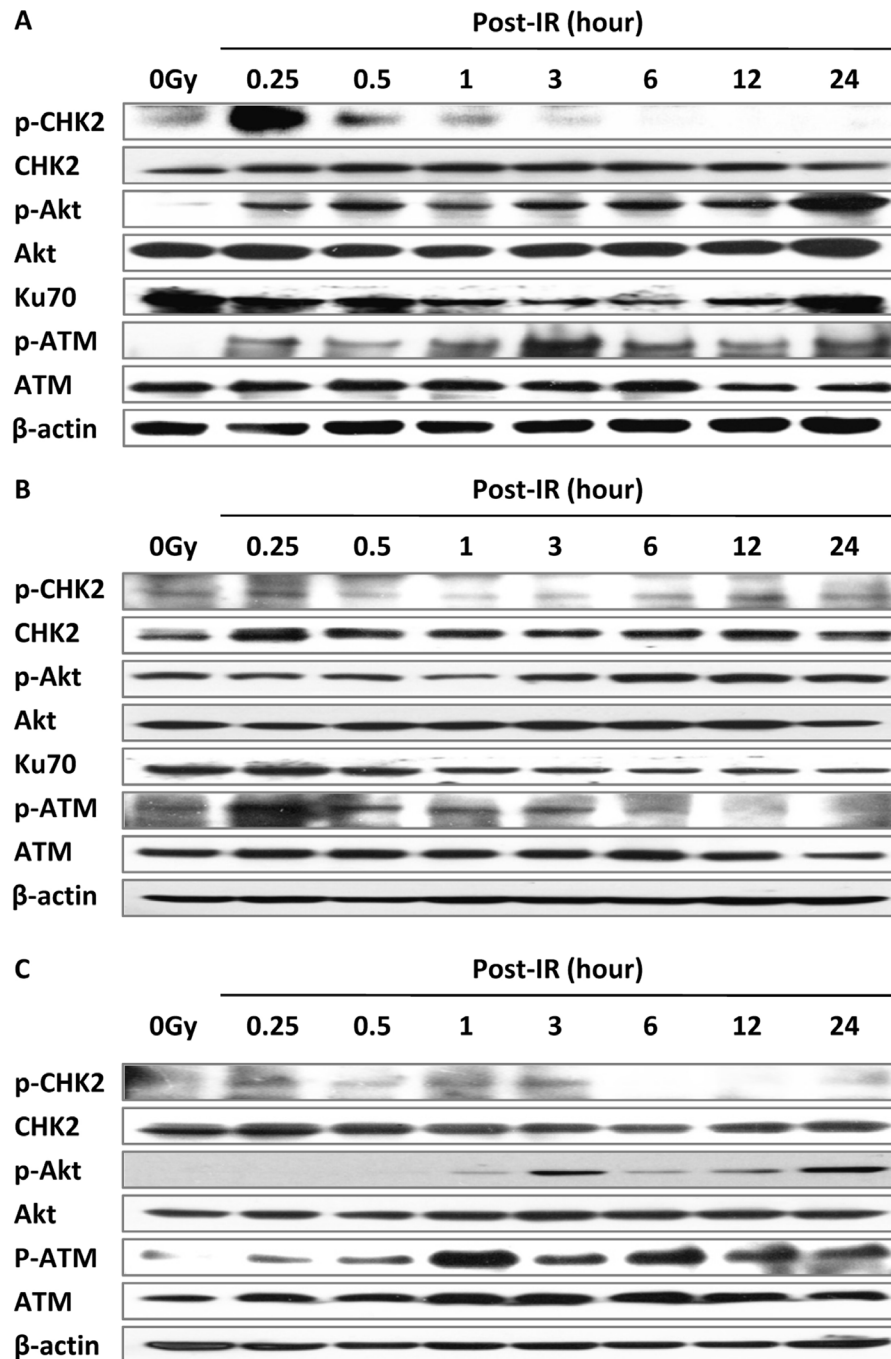 A
Post-IR (hour)
0Gy 0.25 0.5 1 3 6 12 24
p-CHK2
CHK2
p-Akt
Akt
Ku70
p-ATM
ATM
β-actin
B
Post-IR (hour)
0Gy 0.25 0.5 1 3 6 12 24
p-CHK2
CHK2
p-Akt
Akt
Ku70
p-ATM
ATM
β-actin
C
Post-IR (hour)
0Gy 0.25 0.5 1 3 6 12 24
p-CHK2
CHK2
p-Akt
Akt
P-ATM
ATM
β-actin